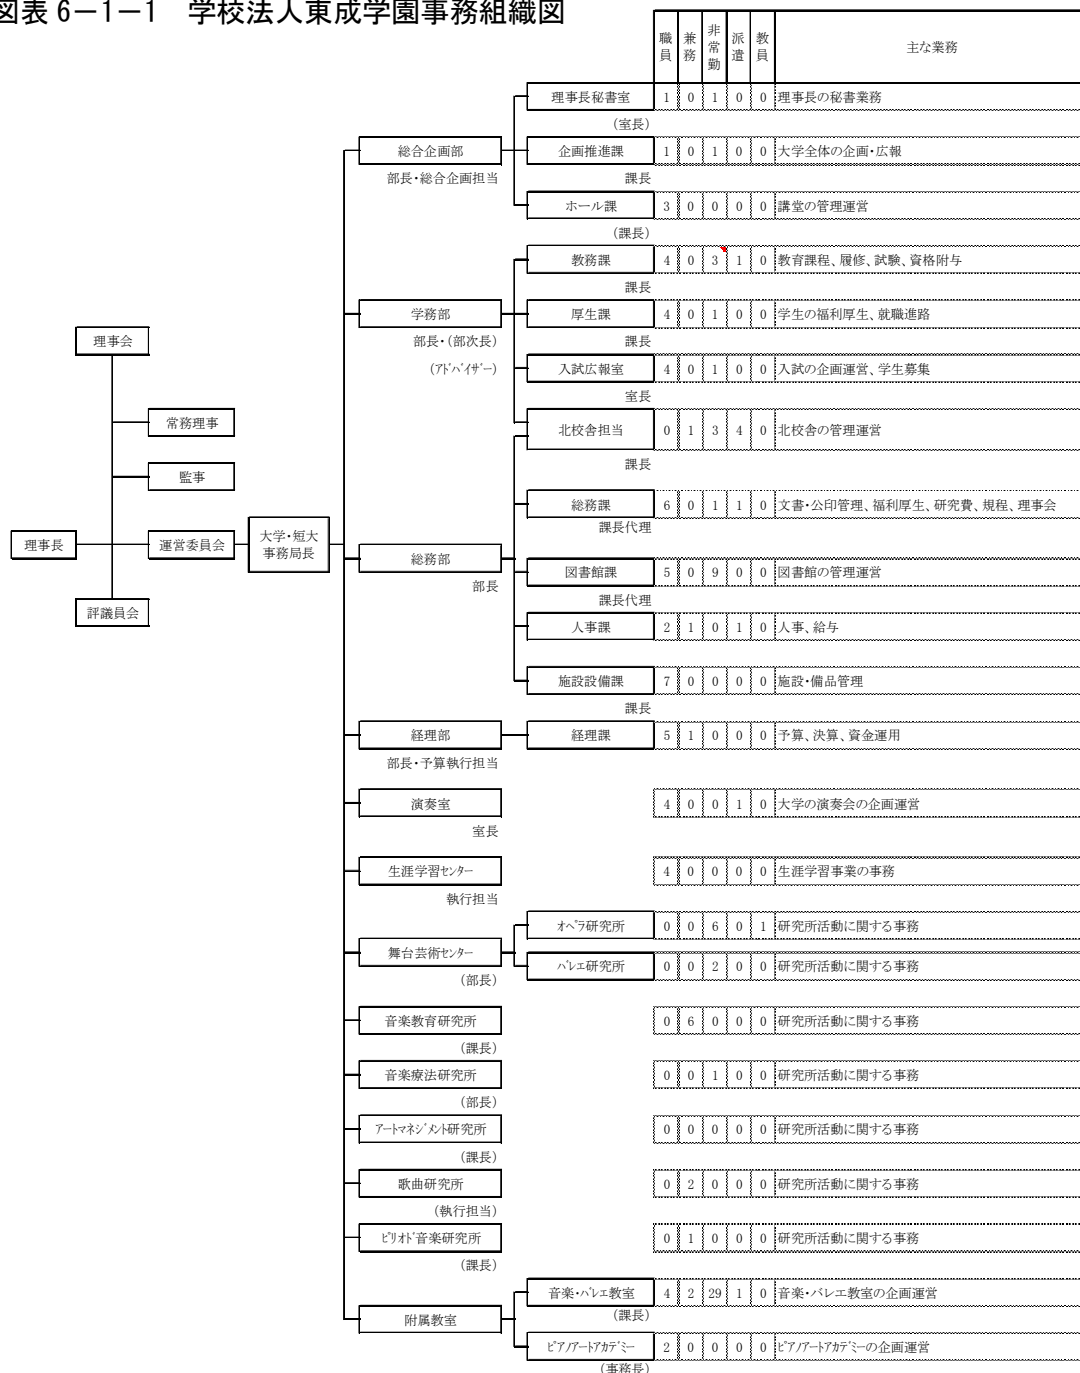 図表 6－1－1　学校法人東成学園事務組織図
職員 兼務 非常勤 派遣 教員 主な業務
理事長秘書室 1 0 1 0 0 理事長の秘書業務
(室長)
総合企画部 企画推進課 1 0 1 0 0 大学全体の企画・広報
部長・総合企画担当 課長
ホール課 3 0 0 0 0 講堂の管理運営
(課長)
教務課 4 0 3 1 0 教育課程、履修、試験、資格附与
課長
学務部 厚生課 4 0 1 0 0 学生の福利厚生、就職進路
部長・(部次長) 課長
理事会
(ｱﾄﾞﾊﾞｲｻﾞｰ) 入試広報室 4 0 1 0 0 入試の企画運営、学生募集
室長
常務理事 北校舎担当 0 1 3 4 0 北校舎の管理運営
課長
監事
総務課 6 0 1 1 0 文書・公印管理、福利厚生、研究費、規程、理事会
課長代理
理事長 運営委員会 大学・短大
事務局長
総務部 図書館課 5 0 9 0 0 図書館の管理運営
部長 課長代理
評議員会 人事課 2 1 0 1 0 人事、給与
施設設備課 7 0 0 0 0 施設・備品管理
課長
経理部 経理課 5 1 0 0 0 予算、決算、資金運用
部長・予算執行担当
演奏室 4 0 0 1 0 大学の演奏会の企画運営
室長
生涯学習ｾﾝﾀｰ 4 0 0 0 0 生涯学習事業の事務
執行担当
ｵﾍﾟﾗ研究所 0 0 6 0 1 研究所活動に関する事務
舞台芸術ｾﾝﾀｰ ﾊﾞﾚｴ研究所 0 0 2 0 0 研究所活動に関する事務
(部長)
音楽教育研究所 0 6 0 0 0 研究所活動に関する事務
(課長)
音楽療法研究所 0 0 1 0 0 研究所活動に関する事務
(部長)
ｱｰﾄﾏﾈｼﾞﾒﾝﾄ研究所 0 0 0 0 0 研究所活動に関する事務
(課長)
歌曲研究所 0 2 0 0 0 研究所活動に関する事務
(執行担当)
ﾋﾟﾘｵﾄﾞ音楽研究所 0 1 0 0 0 研究所活動に関する事務
(課長)
音楽・ﾊﾞﾚｴ教室 4 2 29 1 0 音楽・バレエ教室の企画運営
(課長)
附属教室
ﾋﾟｱﾉｱｰﾄｱｶﾃﾞﾐｰ 2 0 0 0 0 ﾋﾟｱﾉｱｰﾄｱｶﾃﾞﾐｰの企画運営
(事務長)